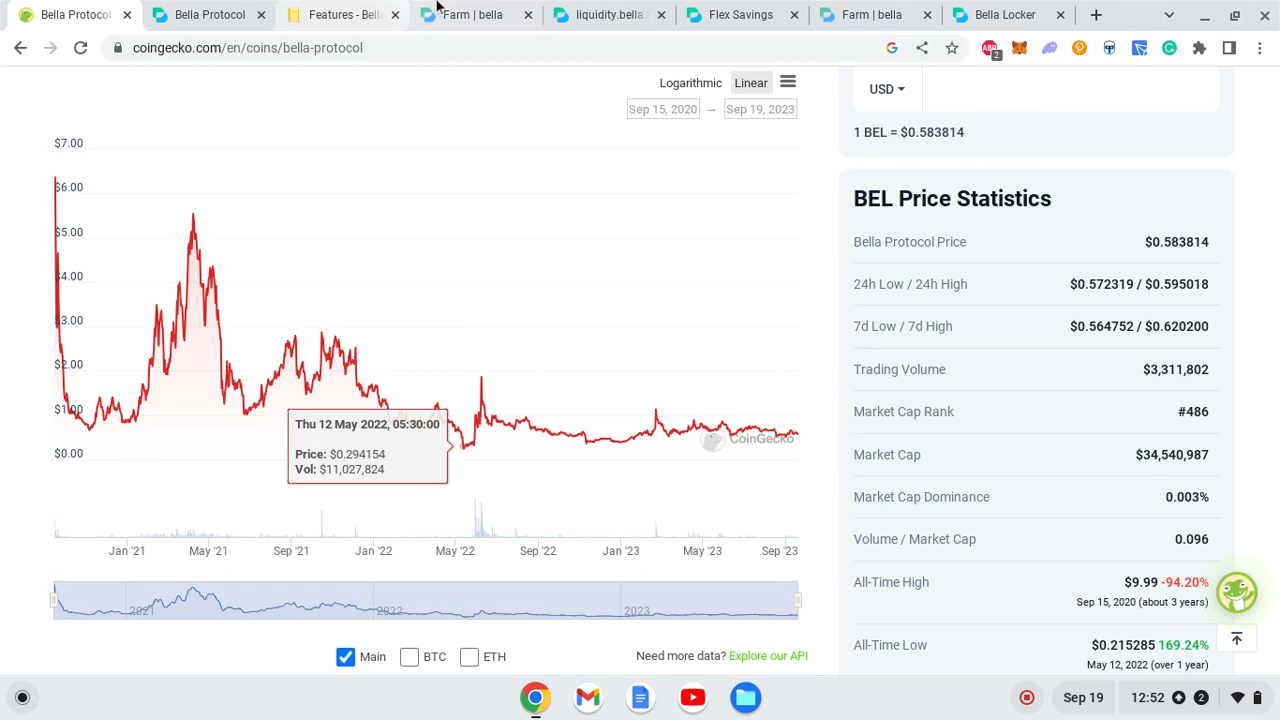 Bella Protocol
Bella Protocol
Features - Bella
Farm | bella
liquidity.bella.f
Flex Savings
Farm | bella
Bella Locker
coingecko.com/en/coins/bella-protocol
2
Logarithmic
Linear
Sep 15, 2020 → Sep 19, 2023
$7.00
$6.00
$5.00
$4.00
$3.00
$2.00
$1.00
$0.00
Thu 12 May 2022, 05:30:00
Price: $0.294154
Vol: $11,027,824
CoinGecko
Jan '21
May '21
Sep '21
Jan '22
May '22
Sep '22
Jan '23
May '23
Sep '23
2021
2022
2023
Main
BTC
ETH
Need more data? Explore our API
USD
1 BEL = $0.583814
BEL Price Statistics
Bella Protocol Price $0.583814
24h Low / 24h High $0.572319 / $0.595018
7d Low / 7d High $0.564752 / $0.620200
Trading Volume $3,311,802
Market Cap Rank #486
Market Cap $34,540,987
Market Cap Dominance 0.003%
Volume / Market Cap 0.096
All-Time High $9.99 -94.20%
Sep 15, 2020 (about 3 years)
All-Time Low $0.215285 169.24%
May 12, 2022 (over 1 year)
Sep 19
12:52
2